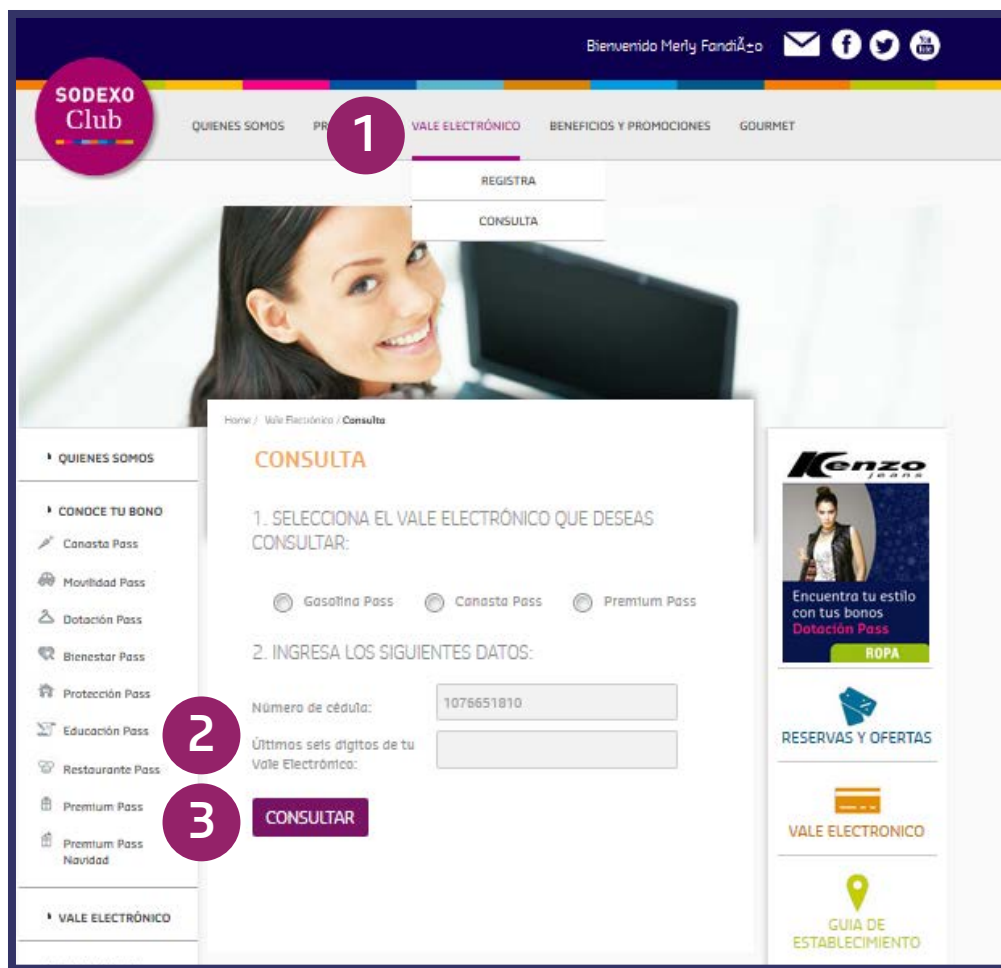 Bienvenido Merly FandiÃ±o
You Tube
SODEXO
Club
QUIENES SOMOS PR 1 VALE ELECTRÓNICO BENEFICIOS Y PROMOCIONES GOURMET
REGISTRA
CONSULTA
Home / Vale Electrónico / Consulta
QUIENES SOMOS
CONOCE TU BONO
Canasta Pass
Movilidad Pass
Dotación Pass
Bienestar Pass
Protección Pass
Educación Pass
Restaurante Pass
Premium Pass
Premium Pass
Navidad
VALE ELECTRÓNICO
CONSULTA
1. SELECCIONA EL VALE ELECTRÓNICO QUE DESEAS
CONSULTAR:
Gasolina Pass Canasta Pass Premium Pass
2. INGRESA LOS SIGUIENTES DATOS:
Número de cédula: 1076651810
2
Últimos seis dígitos de tu
Vale Electrónico:
3
CONSULTAR
Kenzo
jeans
Encuentra tu estilo
con tus bonos
Dotación Pass
ROPA
RESERVAS Y OFERTAS
VALE ELECTRONICO
GUIA DE
ESTABLECIMIENTO